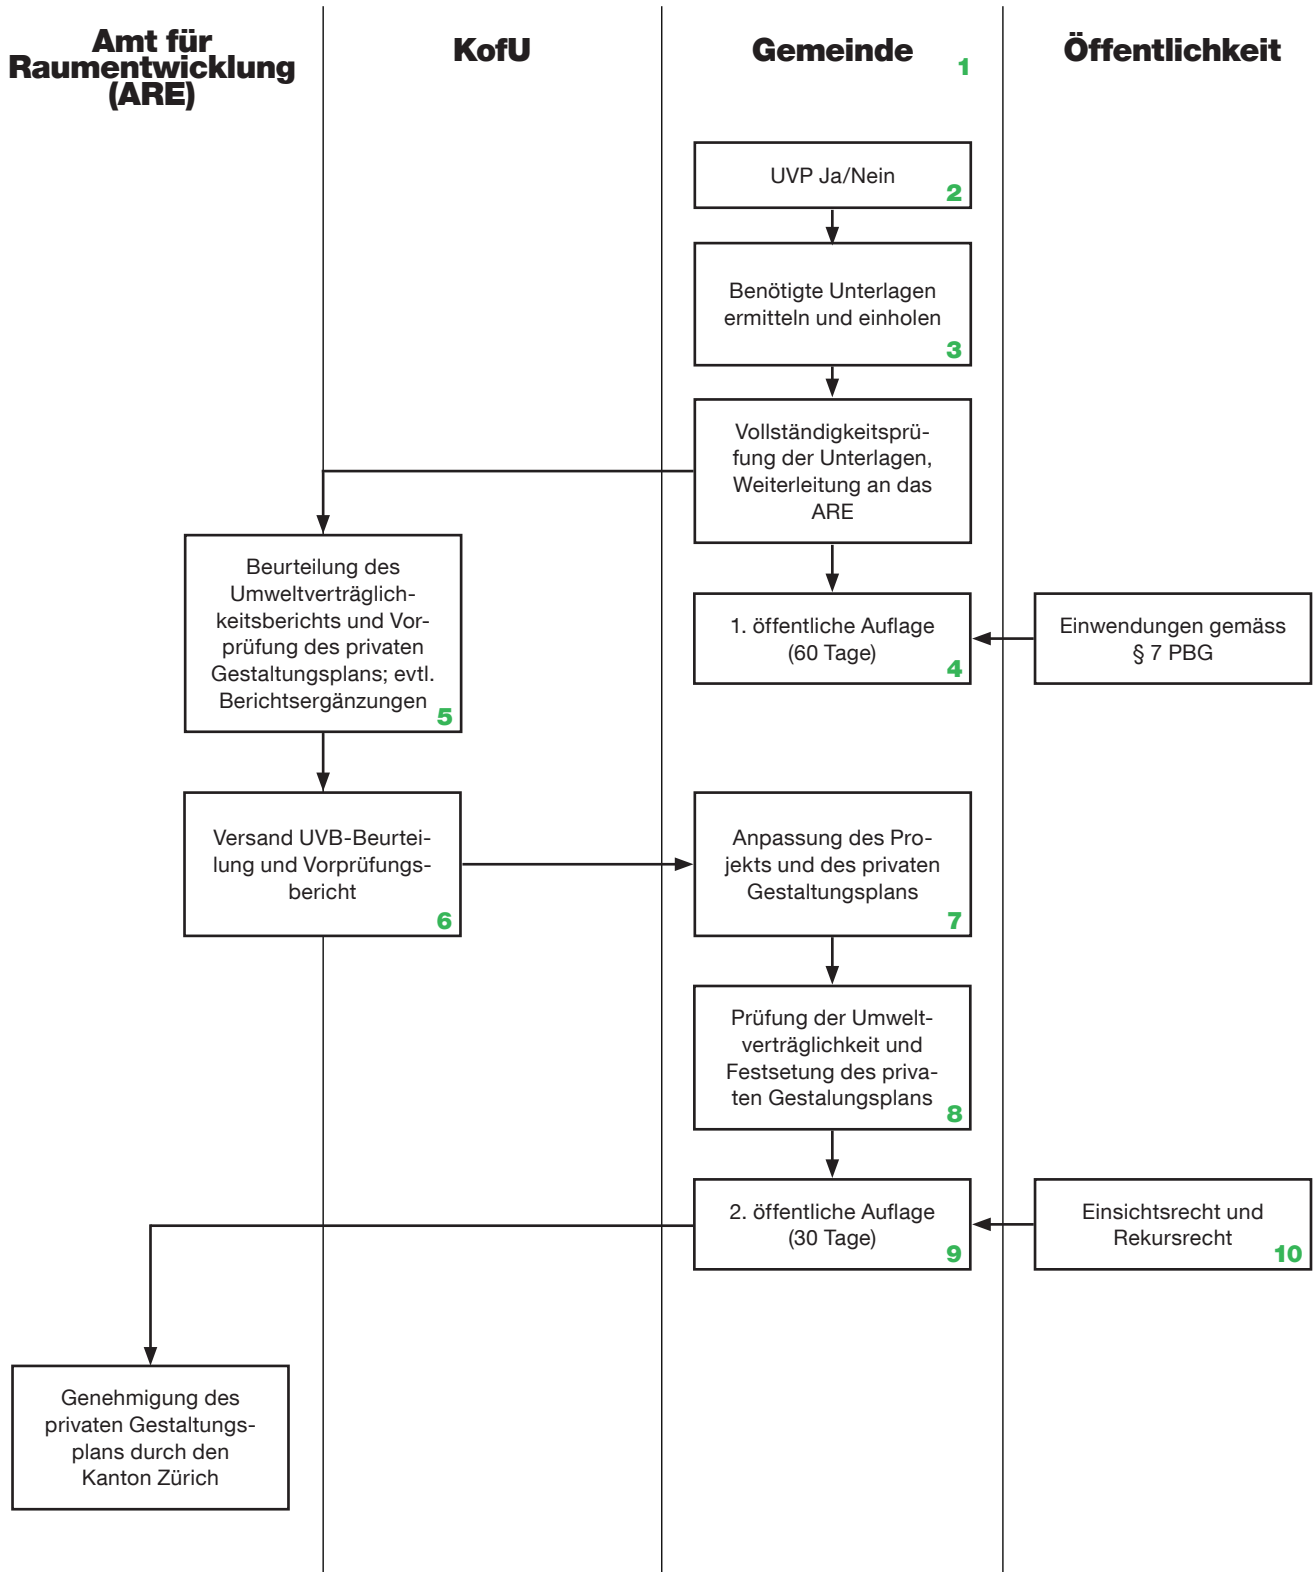 Amt für
Raumentwicklung
(ARE)
KofU
Gemeinde
1
Öffentlichkeit
UVP Ja/Nein
2
Benötigte Unterlagen
ermitteln und einholen
3
Vollständigkeitsprü-
fung der Unterlagen,
Weiterleitung an das
ARE
Beurteilung des
Umweltverträglich-
keitsberichts und Vor-
prüfung des privaten
Gestaltungsplans; evtl.
Berichtsergänzungen
5
1. öffentliche Auflage
(60 Tage)
4
Einwendungen gemäss
§ 7 PBG
Versand UVB-Beurtei-
lung und Vorprüfungs-
bericht
6
Anpassung des Pro-
jekts und des privaten
Gestaltungsplans
7
Prüfung der Umwelt-
verträglichkeit und
Festsetung des priva-
ten Gestalungsplans
8
2. öffentliche Auflage
(30 Tage)
9
Einsichtsrecht und
Rekursrecht
10
Genehmigung des
privaten Gestaltungs-
plans durch den
Kanton Zürich